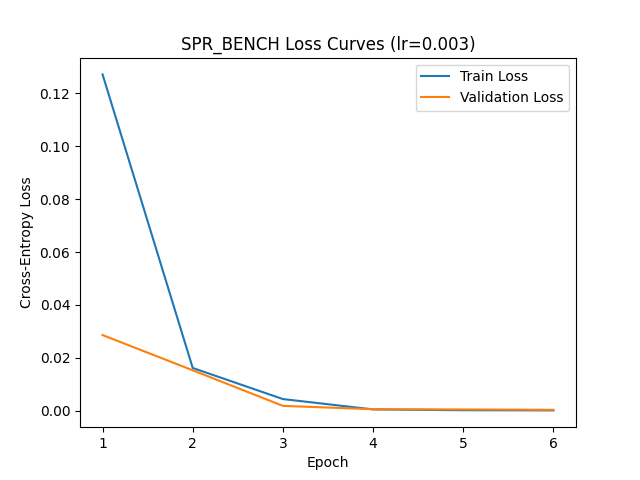 SPR_BENCH Loss Curves (lr=0.003)
Train Loss
Validation Loss
Cross-Entropy Loss
0.12
0.10
0.08
0.06
0.04
0.02
0.00
1 2 3 4 5 6
Epoch